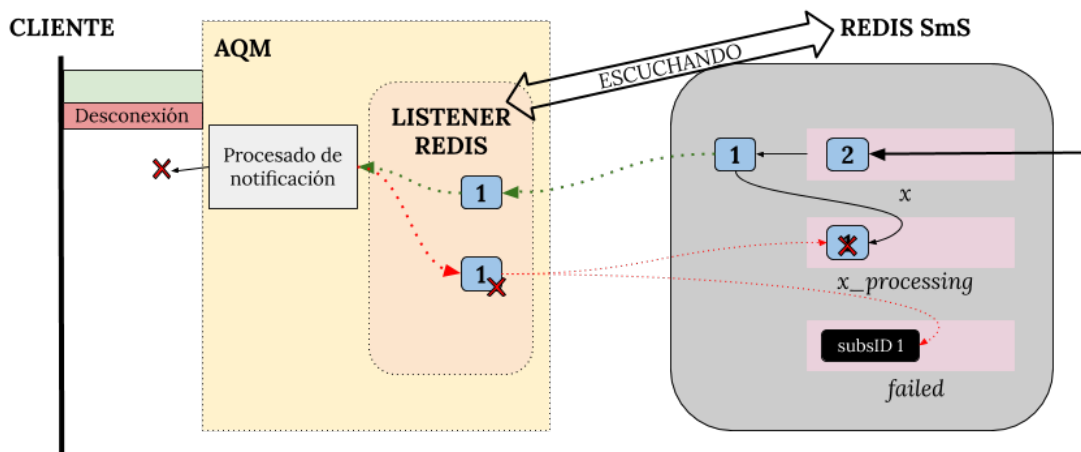 CLIENTE
AQM
REDIS SmS
ESCUCHANDO
Desconexión
LISTENER
REDIS
Procesado de
notificación
1
2
x
1
1
1
x_processing
subsID 1
failed